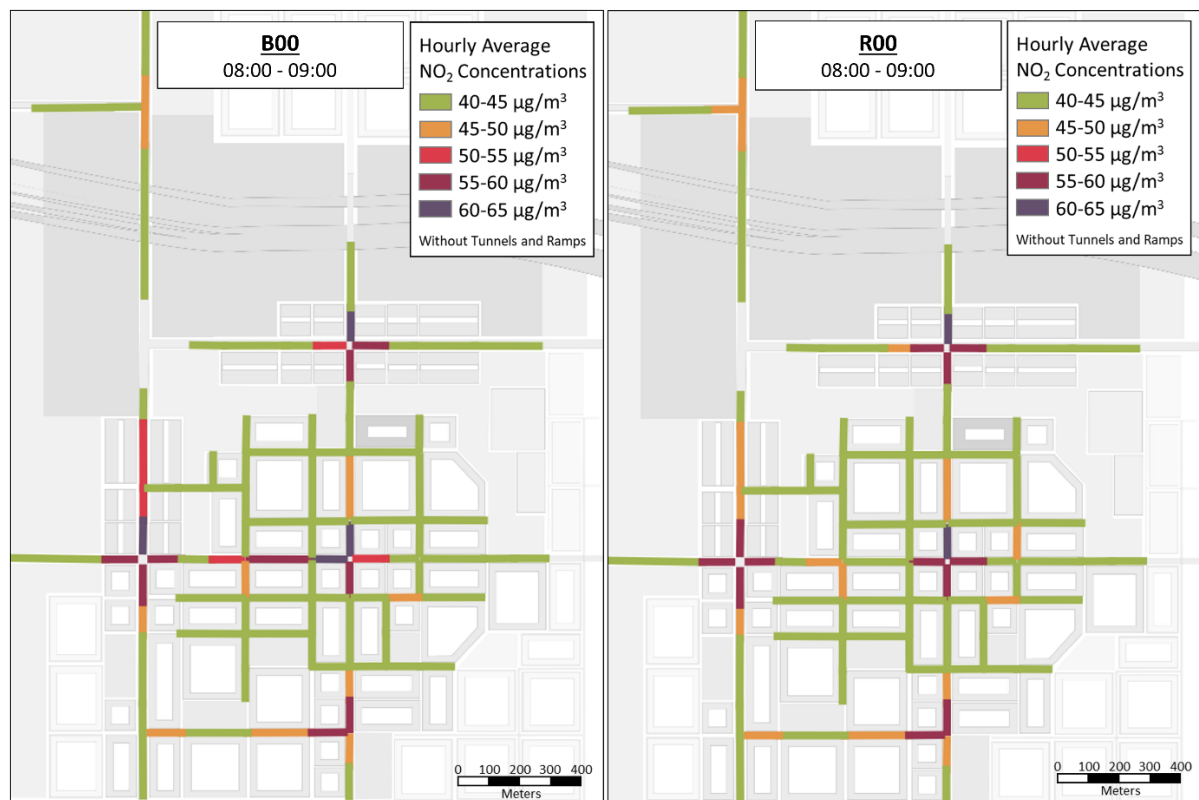 B00
08:00 - 09:00
Hourly Average
NO₂ Concentrations
40-45 µg/m³
45-50 µg/m³
50-55 µg/m³
55-60 µg/m³
60-65 µg/m³
Without Tunnels and Ramps
0 100 200 300 400
Meters
R00
08:00 - 09:00
Hourly Average
NO₂ Concentrations
40-45 µg/m³
45-50 µg/m³
50-55 µg/m³
55-60 µg/m³
60-65 µg/m³
Without Tunnels and Ramps
0 100 200 300 400
Meters